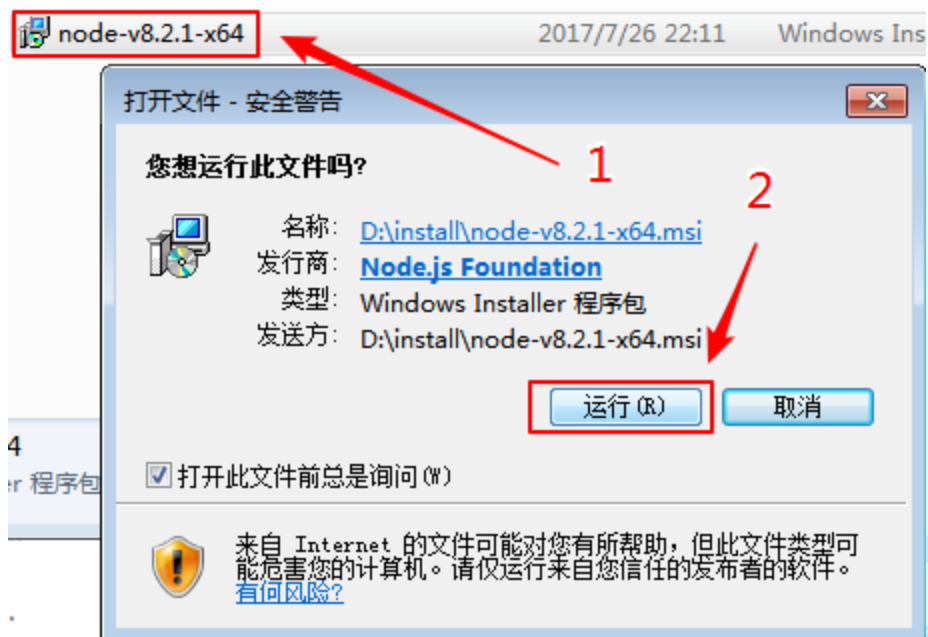 node-v8.2.1-x64 2017/7/26 22:11 Windows Ins
打开文件 - 安全警告
1
您想运行此文件吗?
2
名称: D:\install\node-v8.2.1-x64.msi
发行商: Node.js Foundation
类型: Windows Installer 程序包
发送方: D:\install\node-v8.2.1-x64.msi
运行(R) 取消
4
er 程序包
打开此文件前总是询问(W)
来自 Internet 的文件可能对您有所帮助，但此文件类型可
能危害您的计算机。请仅运行来自您信任的发布者的软件。
有何风险?